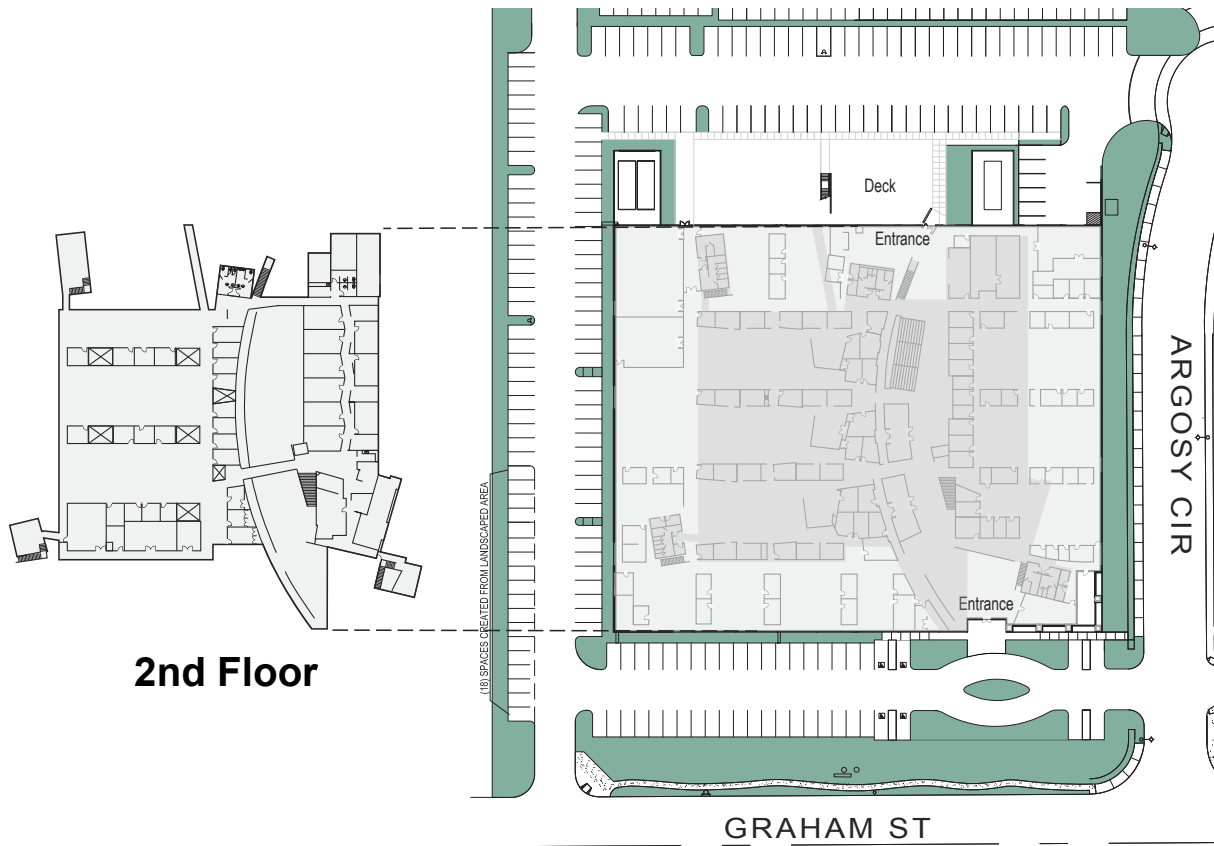 Deck
Entrance
ARGOSY CIR
(18) SPACES CREATED FROM LANDSCAPED AREA
Entrance
2nd Floor
GRAHAM ST